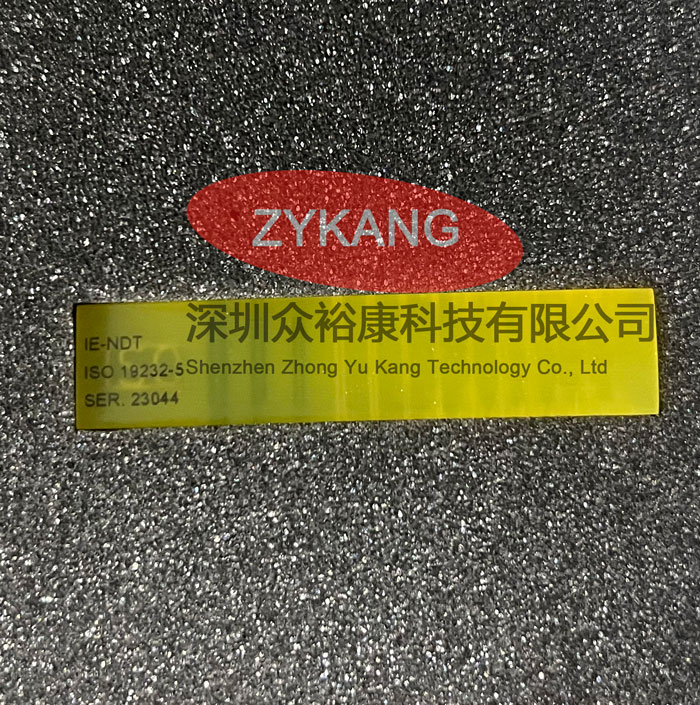 ZYKANG
深圳众裕康科技有限公司
IE-NDT
ISO 19232-5
Shenzhen Zhong Yu Kang Technology Co., Ltd
SER. 23044